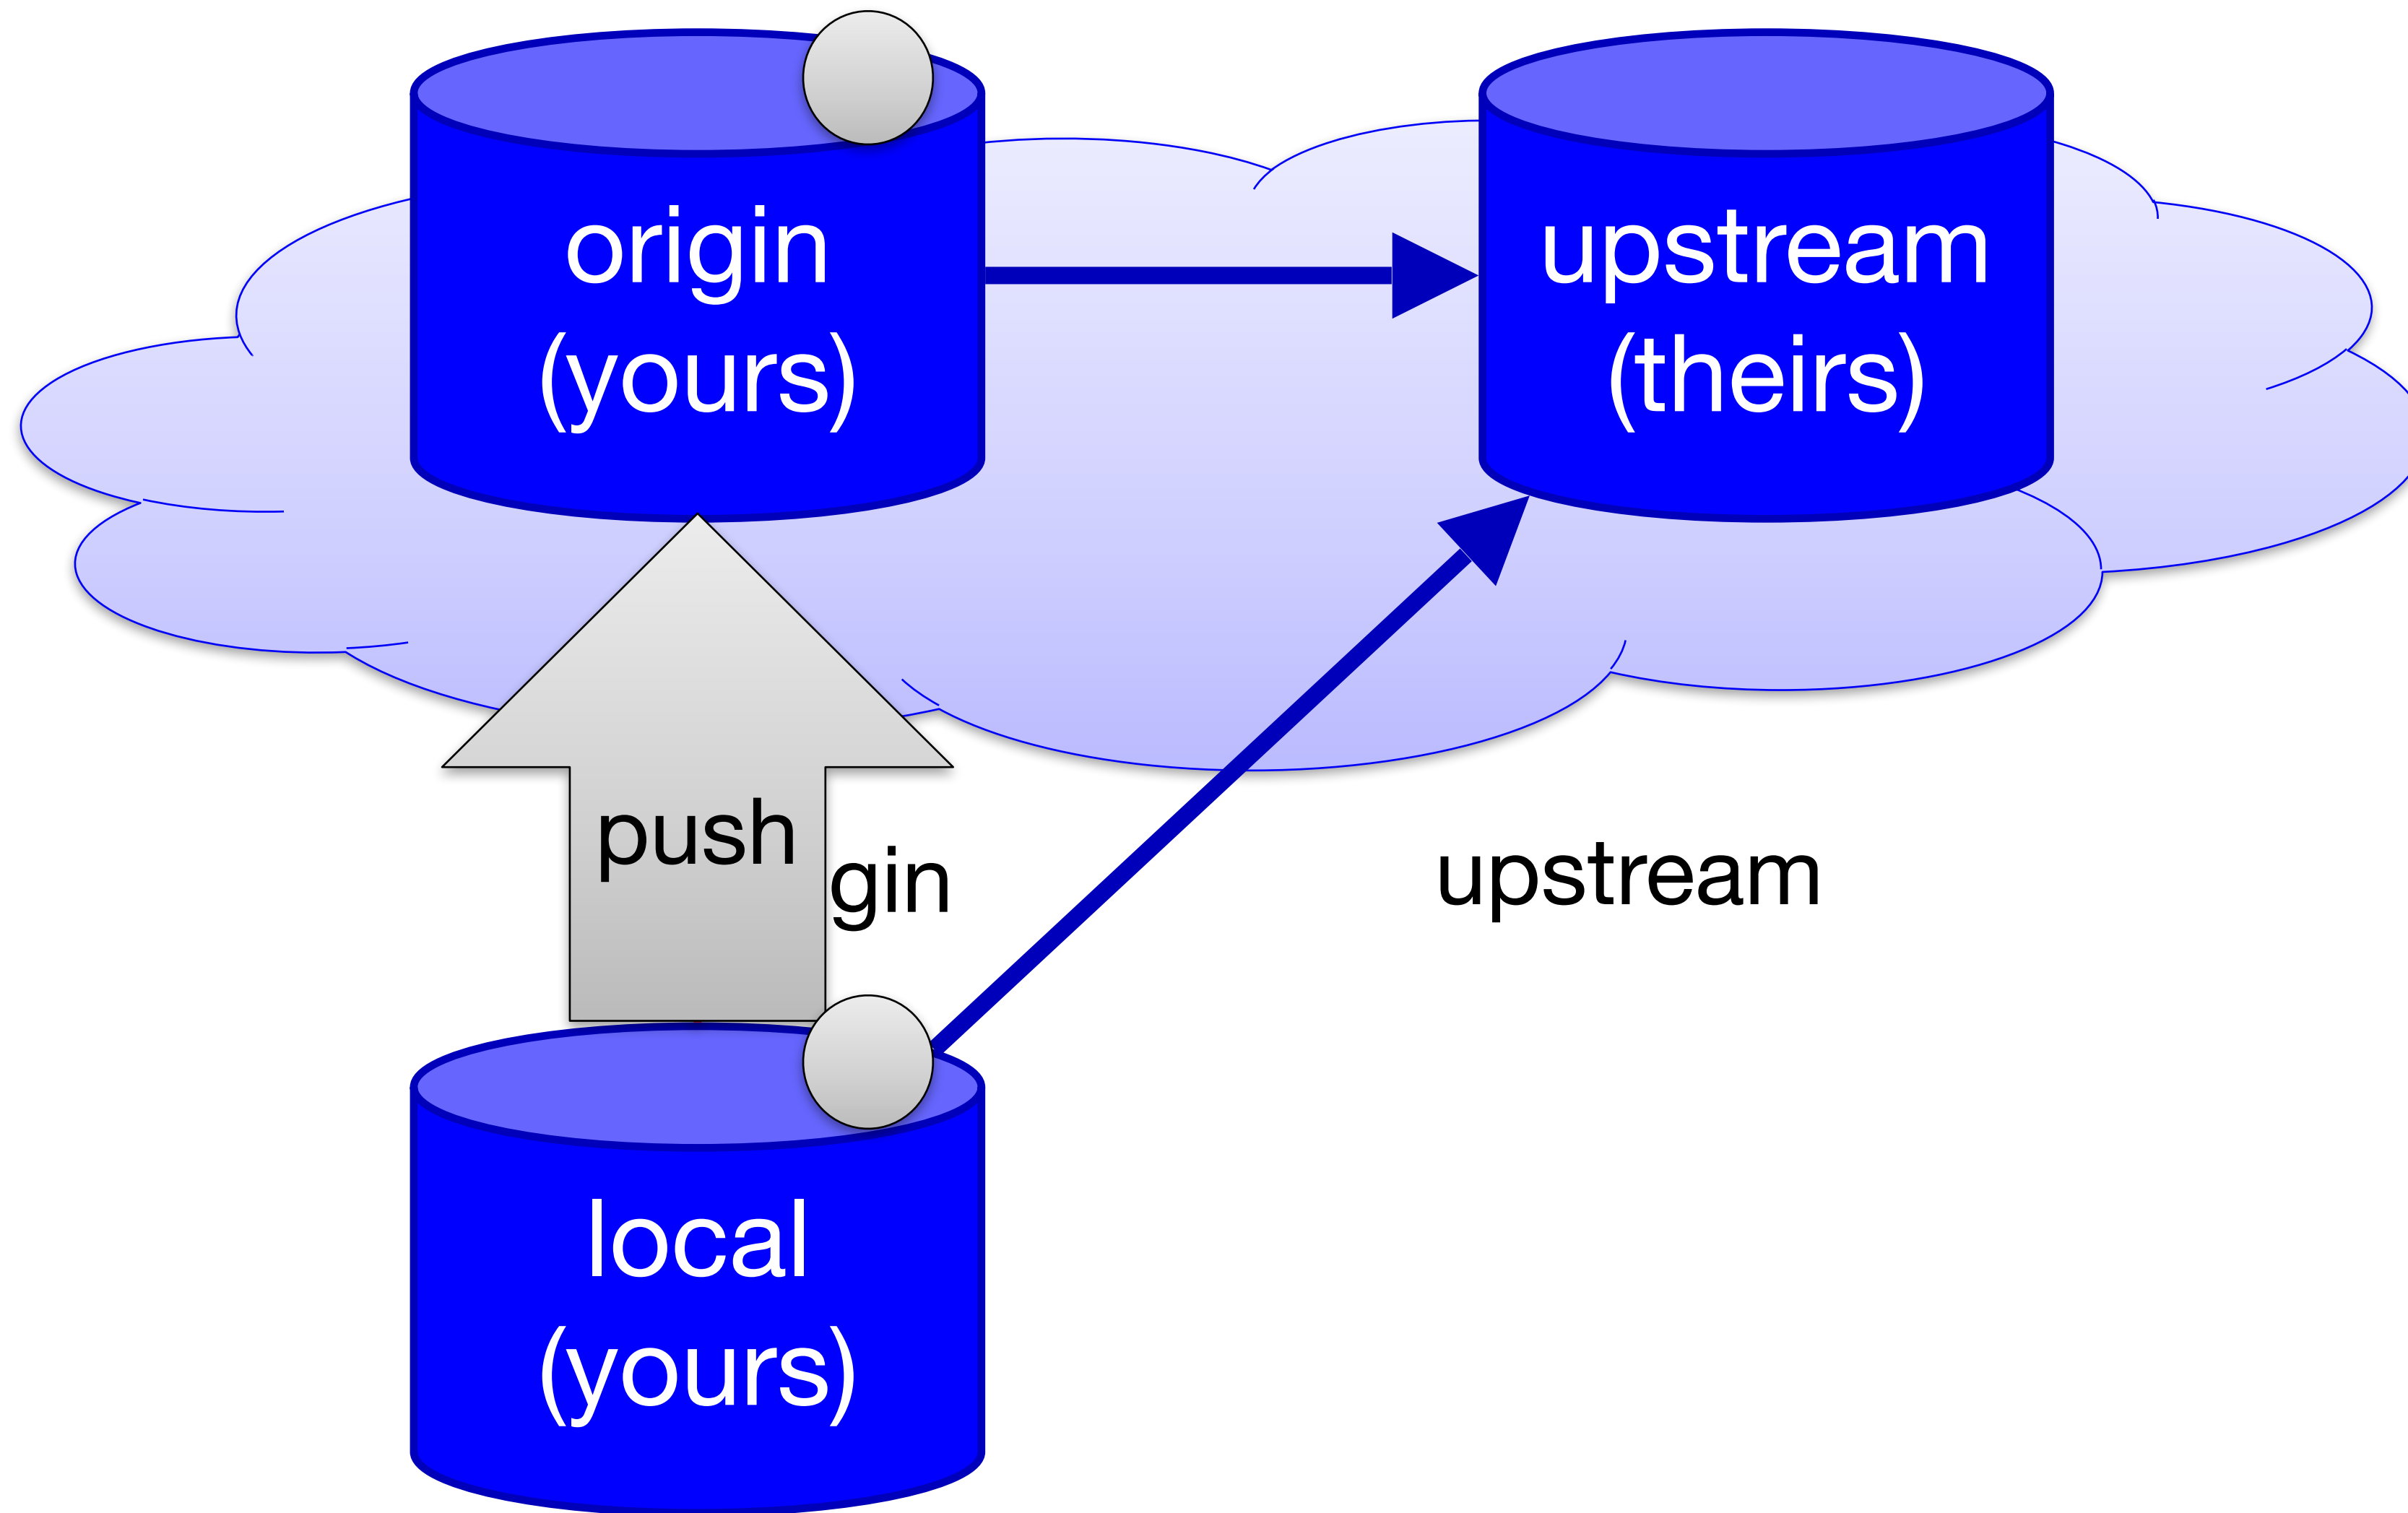 origin
(yours)
upstream
(theirs)
push
gin
upstream
local
(yours)